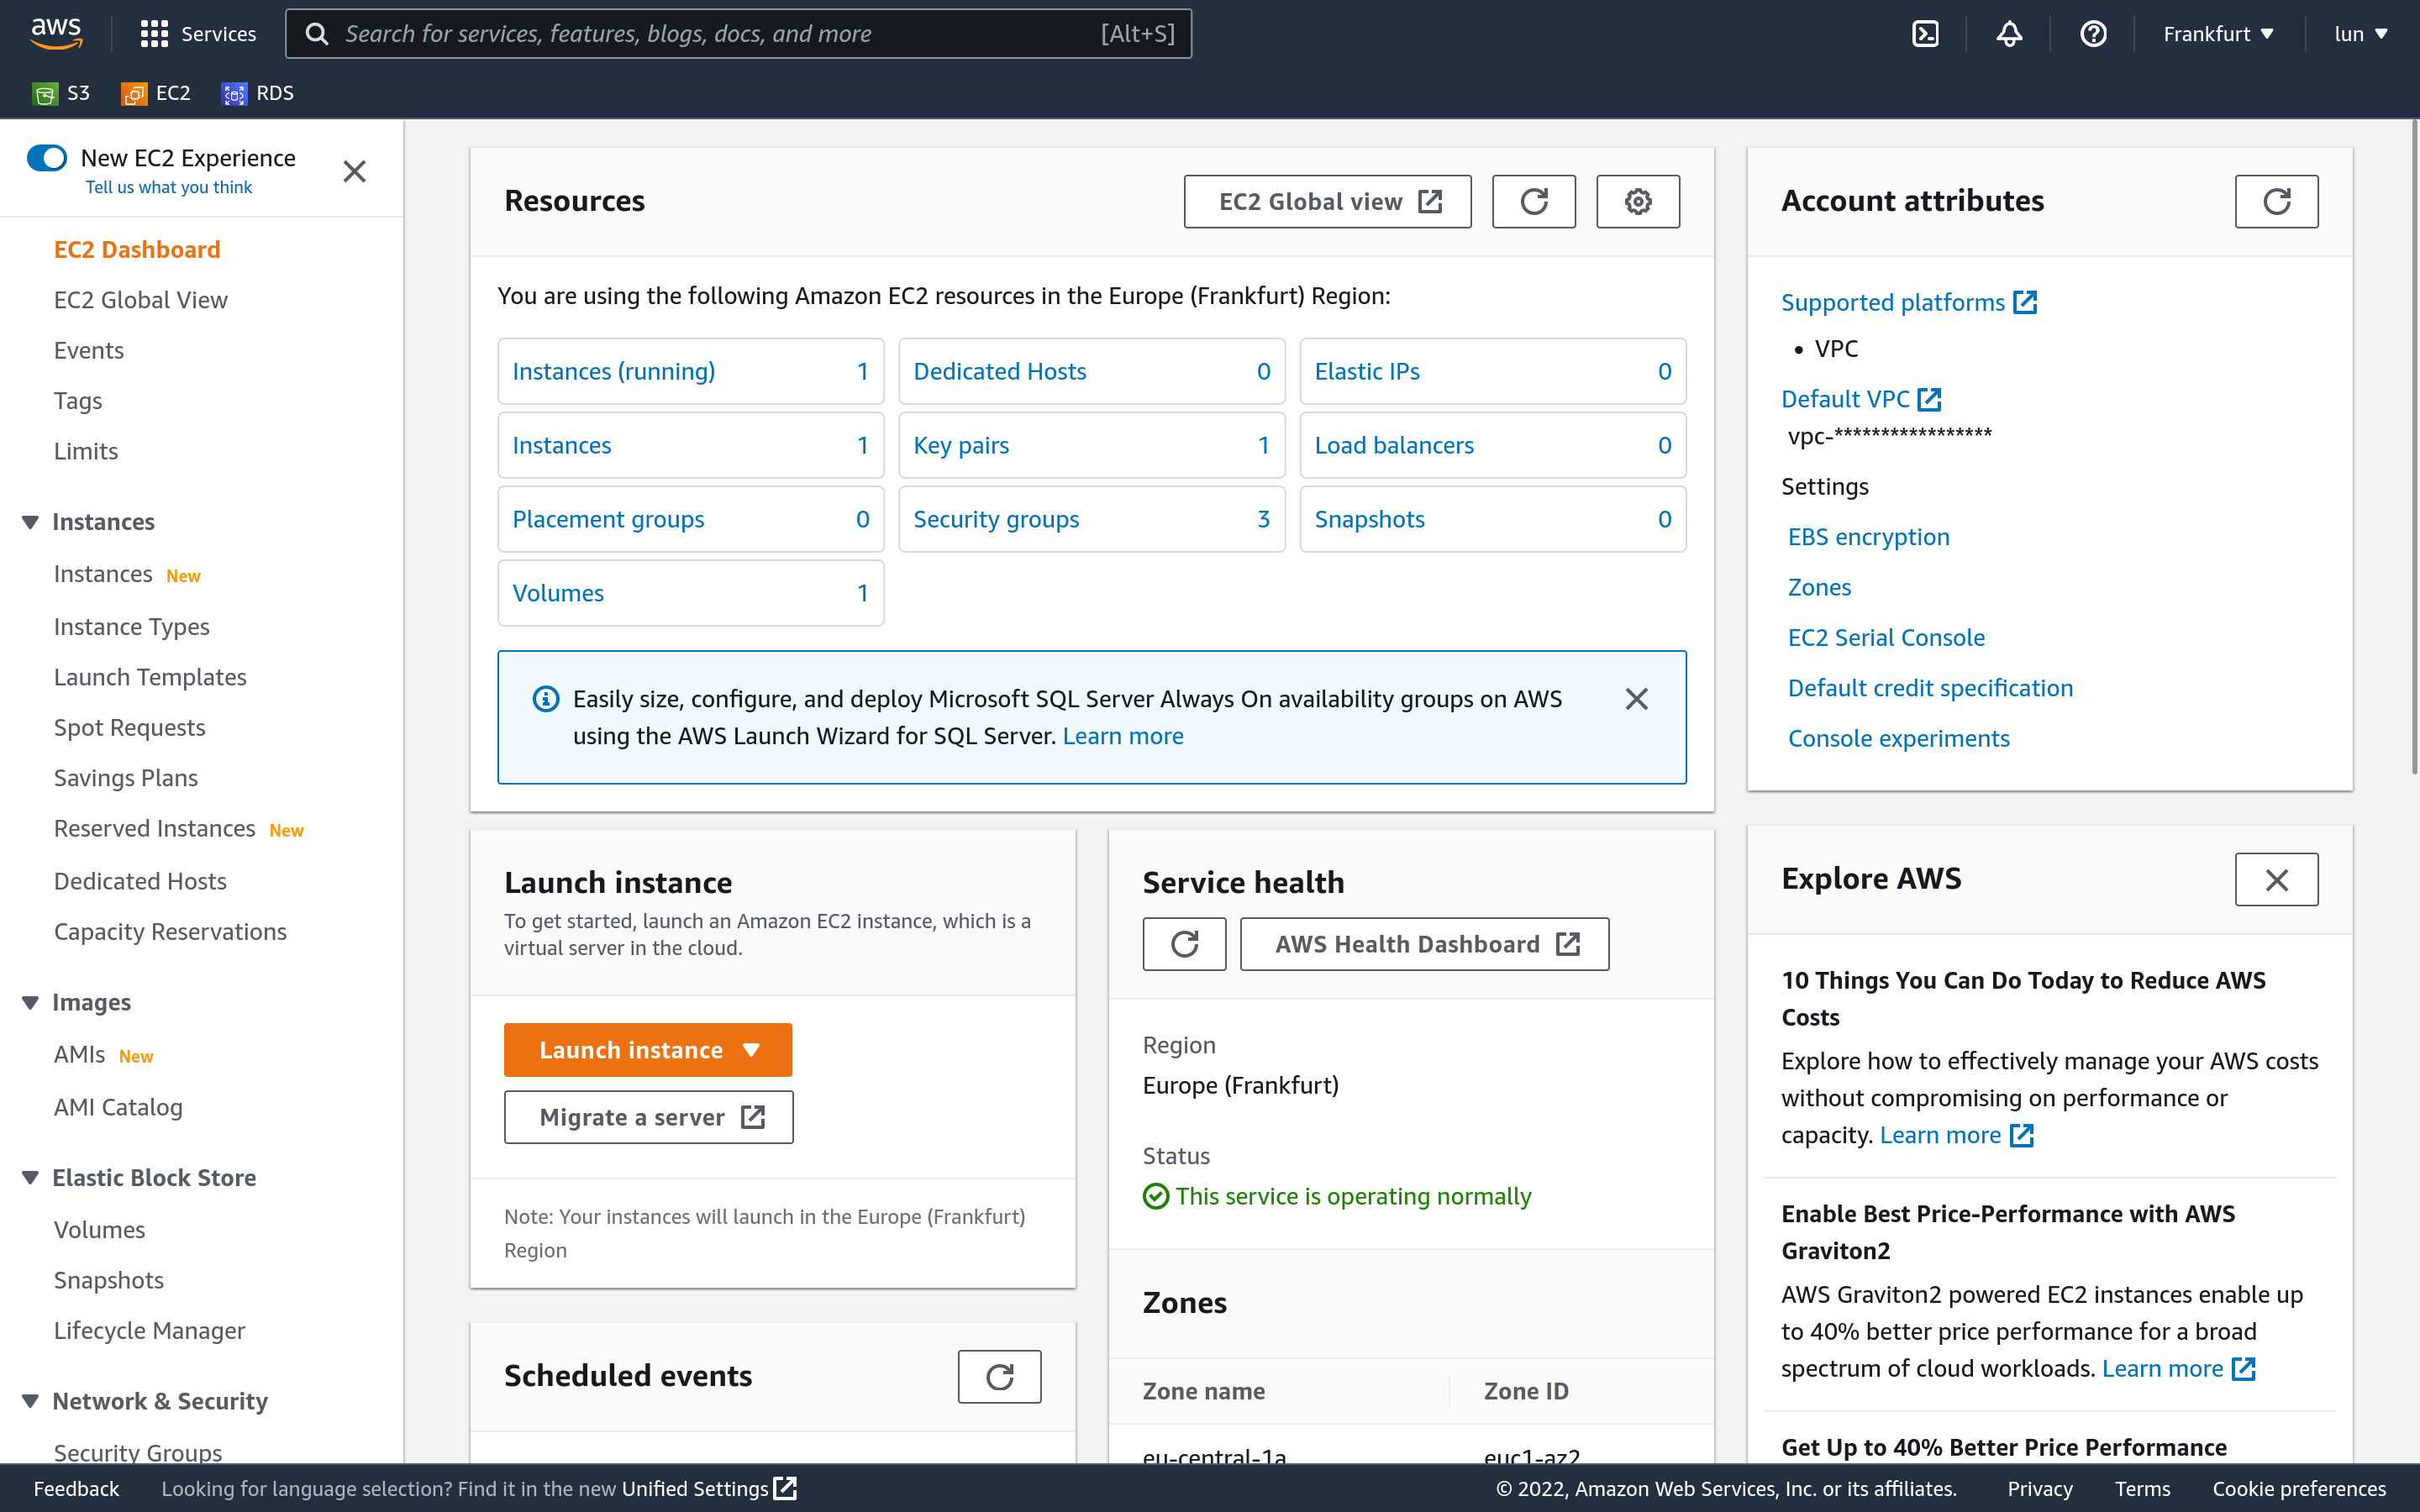 aws
Services
Search for services, features, blogs, docs, and more [Alt+S]
Frankfurt
lun
S3
EC2
RDS
New EC2 Experience
Tell us what you think
EC2 Dashboard
EC2 Global View
Events
Tags
Limits
Instances
Instances New
Instance Types
Launch Templates
Spot Requests
Savings Plans
Reserved Instances New
Dedicated Hosts
Capacity Reservations
Images
AMIs New
AMI Catalog
Elastic Block Store
Volumes
Snapshots
Lifecycle Manager
Network & Security
Security Groups
Resources
EC2 Global view
You are using the following Amazon EC2 resources in the Europe (Frankfurt) Region:
Instances (running) 1
Dedicated Hosts 0
Elastic IPs 0
Instances 1
Key pairs 1
Load balancers 0
Placement groups 0
Security groups 3
Snapshots 0
Volumes 1
Easily size, configure, and deploy Microsoft SQL Server Always On availability groups on AWS
using the AWS Launch Wizard for SQL Server. Learn more
Launch instance
To get started, launch an Amazon EC2 instance, which is a
virtual server in the cloud.
Launch instance
Migrate a server
Note: Your instances will launch in the Europe (Frankfurt)
Region
Scheduled events
Service health
AWS Health Dashboard
Region
Europe (Frankfurt)
Status
This service is operating normally
Zones
Zone name Zone ID
eu-central-1a euc1-az2
Account attributes
Supported platforms
• VPC
Default VPC
vpc-*****************
Settings
EBS encryption
Zones
EC2 Serial Console
Default credit specification
Console experiments
Explore AWS
10 Things You Can Do Today to Reduce AWS
Costs
Explore how to effectively manage your AWS costs
without compromising on performance or
capacity. Learn more
Enable Best Price-Performance with AWS
Graviton2
AWS Graviton2 powered EC2 instances enable up
to 40% better price performance for a broad
spectrum of cloud workloads. Learn more
Get Up to 40% Better Price Performance
Feedback
Looking for language selection? Find it in the new Unified Settings
© 2022, Amazon Web Services, Inc. or its affiliates.
Privacy
Terms
Cookie preferences